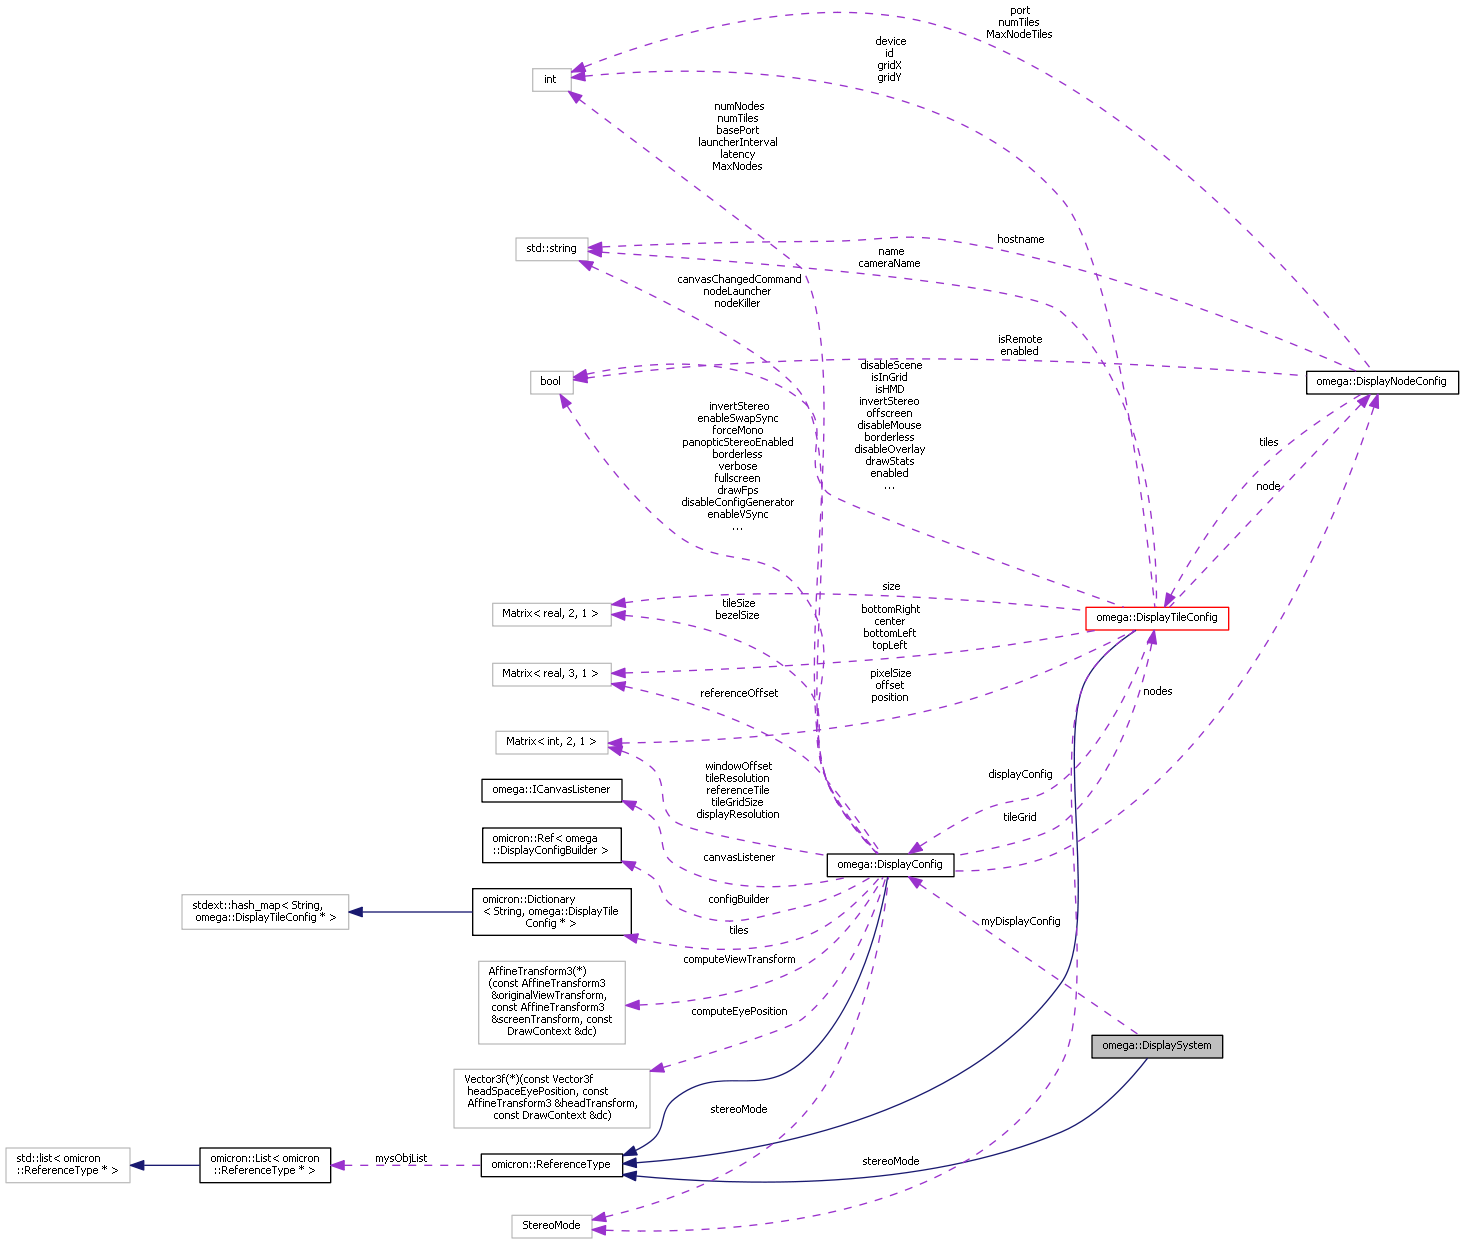 port
numTiles
MaxNodeTiles
device
id
gridX
gridY
int
numNodes
numTiles
basePort
launcherInterval
latency
MaxNodes
hostname
std::string
name
cameraName
canvasChangedCommand
nodeLauncher
nodeKiller
isRemote
enabled
bool
omega::DisplayNodeConfig
disableScene
isInGrid
isHMD
invertStereo
offscreen
disableMouse
borderless
disableOverlay
drawStats
enabled
...
invertStereo
enableSwapSync
forceMono
panopticStereoEnabled
borderless
verbose
fullscreen
drawFps
disableConfigGenerator
enableVSync
...
tiles
node
size
Matrix< real, 2, 1 >
tileSize
bezelSize
omega::DisplayTileConfig
bottomRight
center
bottomLeft
topLeft
Matrix< real, 3, 1 >
referenceOffset
pixelSize
offset
position
nodes
Matrix< int, 2, 1 >
windowOffset
tileResolution
referenceTile
tileGridSize
displayResolution
displayConfig
omega::ICanvasListener
tileGrid
omicron::Ref< omega
::DisplayConfigBuilder >
canvasListener
omega::DisplayConfig
configBuilder
stdext::hash_map< String,
omega::DisplayTileConfig * >
omicron::Dictionary
< String, omega::DisplayTile
Config * >
tiles
myDisplayConfig
computeViewTransform
AffineTransform3(*)
(const AffineTransform3
&originalViewTransform,
const AffineTransform3
&screenTransform, const
DrawContext &dc)
computeEyePosition
omega::DisplaySystem
Vector3f(*)(const Vector3f
headSpaceEyePosition, const
AffineTransform3 &headTransform,
const DrawContext &dc)
stereoMode
std::list< omicron
::ReferenceType * >
omicron::List< omicron
::ReferenceType * >
mysObjList
omicron::ReferenceType
stereoMode
StereoMode